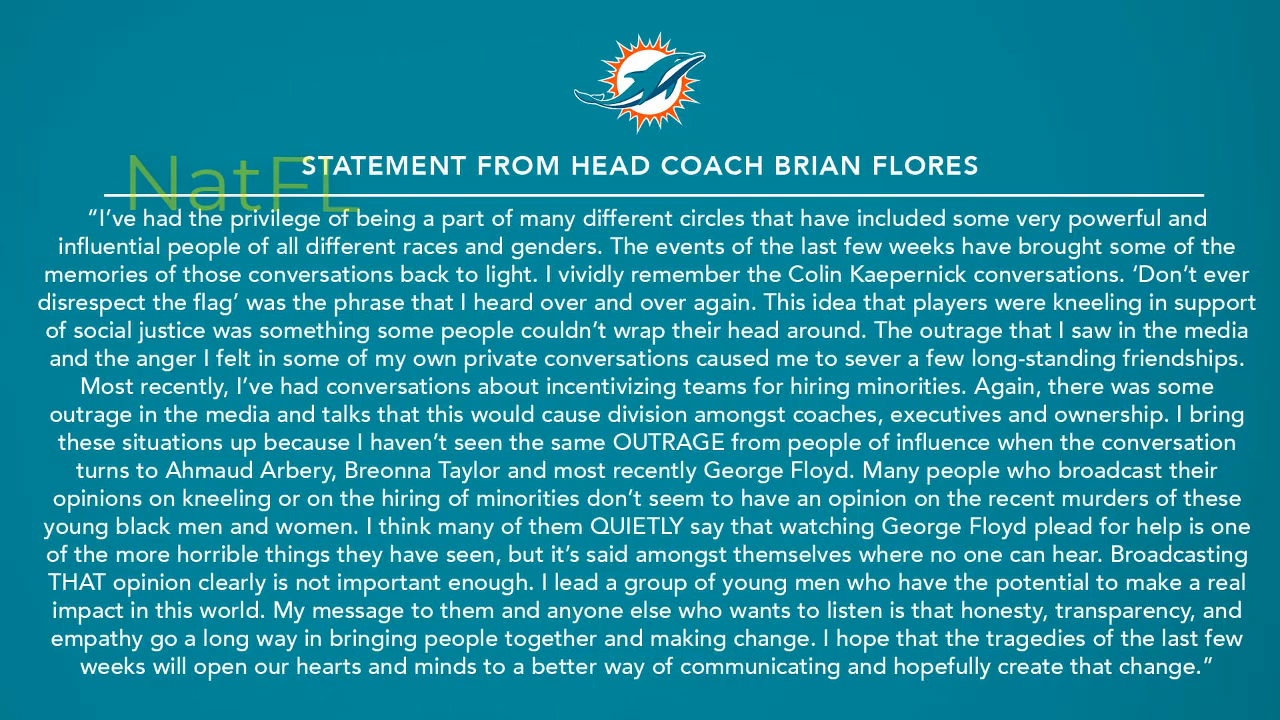 NatFL
STATEMENT FROM HEAD COACH BRIAN FLORES
“I’ve had the privilege of being a part of many different circles that have included some very powerful and
influential people of all different races and genders. The events of the last few weeks have brought some of the
memories of those conversations back to light. I vividly remember the Colin Kaepernick conversations. ‘Don’t ever
disrespect the flag’ was the phrase that I heard over and over again. This idea that players were kneeling in support
of social justice was something some people couldn’t wrap their head around. The outrage that I saw in the media
and the anger I felt in some of my own private conversations caused me to sever a few long-standing friendships.
Most recently, I’ve had conversations about incentivizing teams for hiring minorities. Again, there was some
outrage in the media and talks that this would cause division amongst coaches, executives and ownership. I bring
these situations up because I haven’t seen the same OUTRAGE from people of influence when the conversation
turns to Ahmaud Arbery, Breonna Taylor and most recently George Floyd. Many people who broadcast their
opinions on kneeling or on the hiring of minorities don’t seem to have an opinion on the recent murders of these
young black men and women. I think many of them QUIETLY say that watching George Floyd plead for help is one
of the more horrible things they have seen, but it’s said amongst themselves where no one can hear. Broadcasting
THAT opinion clearly is not important enough. I lead a group of young men who have the potential to make a real
impact in this world. My message to them and anyone else who wants to listen is that honesty, transparency, and
empathy go a long way in bringing people together and making change. I hope that the tragedies of the last few
weeks will open our hearts and minds to a better way of communicating and hopefully create that change.”